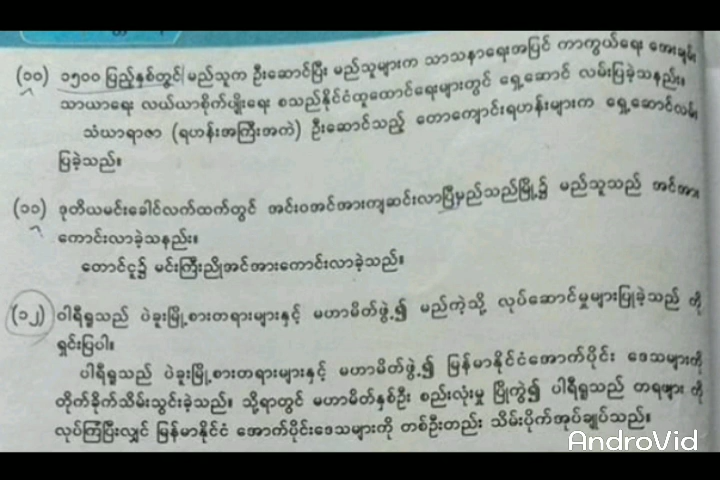 (၁၀) ၁၅၀၀ ပြည့်နှစ်တွင် မည်သူက ဦးဆောင်ပြီး မည်သူများက သာသနာရေးအပြင် ကာကွယ်ရေး အေးချမ်း
သာယာရေး လယ်ယာစိုက်ပျိုးရေး စသည်နိုင်ငံထူထောင်ရေးများတွင် ရှေ့ဆောင် လမ်းပြခဲ့သနည်း။
သံဃာရာဇာ (ရဟန်းအကြီးအကဲ) ဦးဆောင်သည့် တောကျောင်းရဟန်းများက ရှေ့ဆောင်လမ်း
ပြခဲ့သည်။
(၁၁) ဒုတိယမင်းခေါင်လက်ထက်တွင် အင်းဝအင်အားကျဆင်းလာပြီးမှည်သည်မြို့၌ မည်သူသည် အင်အား
ကောင်းလာခဲ့သနည်း။
တောင်ငူ၌ မင်းကြီးညိုအင်အားကောင်းလာခဲ့သည်။
(၁၂) ဝါရီရူသည် ပဲခူးမြို့စားတရားများနှင့် မဟာမိတ်ဖွဲ့၍ မည်ကဲ့သို့ လုပ်ဆောင်မှုများပြုခဲ့သည် ကို
ရှင်းပြပါ။
ဝါရီရူသည် ပဲခူးမြို့စားတရားများနှင့် မဟာမိတ်ဖွဲ့၍ မြန်မာနိုင်ငံအောက်ပိုင်း ဒေသများကို
တိုက်ခိုက်သိမ်းသွင်းခဲ့သည်။ သို့ရာတွင် မဟာမိတ်နှစ်ဦး စည်းလုံးမှု ပြိုကွဲ၍ ဝါရီရူသည် တရဖျား ကို
လုပ်ကြံပြီးလျှင် မြန်မာနိုင်ငံ အောက်ပိုင်းဒေသများကို တစ်ဦးတည်း သိမ်းပိုက်အုပ်ချုပ်သည်။
AndroVid